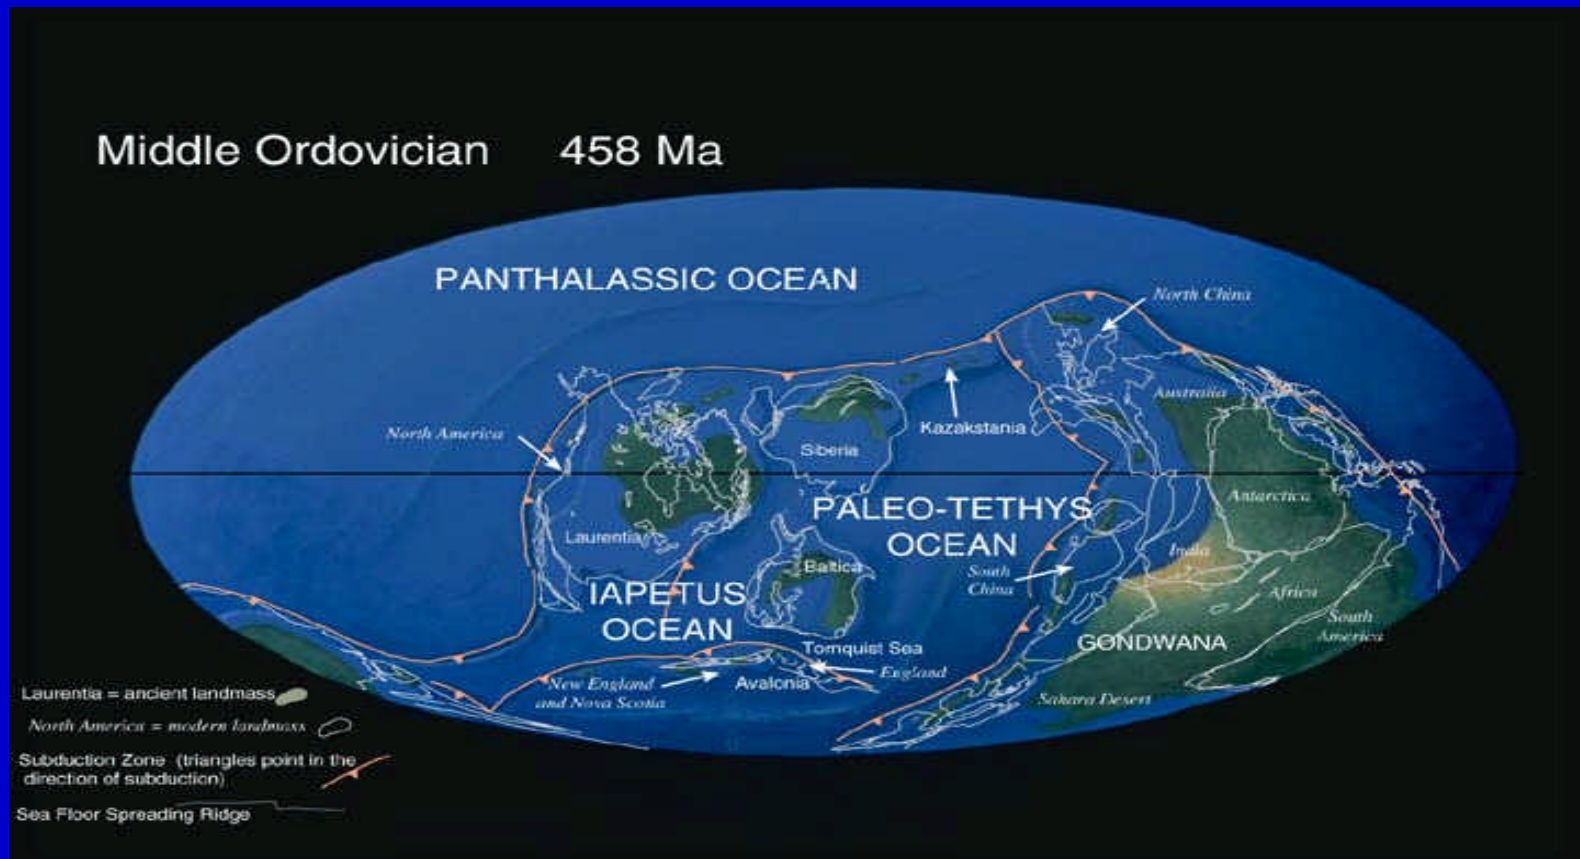 Middle Ordovician 458 Ma
PANTHALASSIC OCEAN
North China
Australia
North America
Kazakstania
Siberia
Antarctica
PALEO-TETHYS
OCEAN
Laurentia
India
Baltica
South
China
IAPETUS
OCEAN
Africa
South
America
GONDWANA
Tornquist Sea
England
New England
and Nova Scotia
Avalonia
Sahara Desert
Laurentia = ancient landmass
North America = modern landmass
Subduction Zone (triangles point in the
direction of subduction)
Sea Floor Spreading Ridge